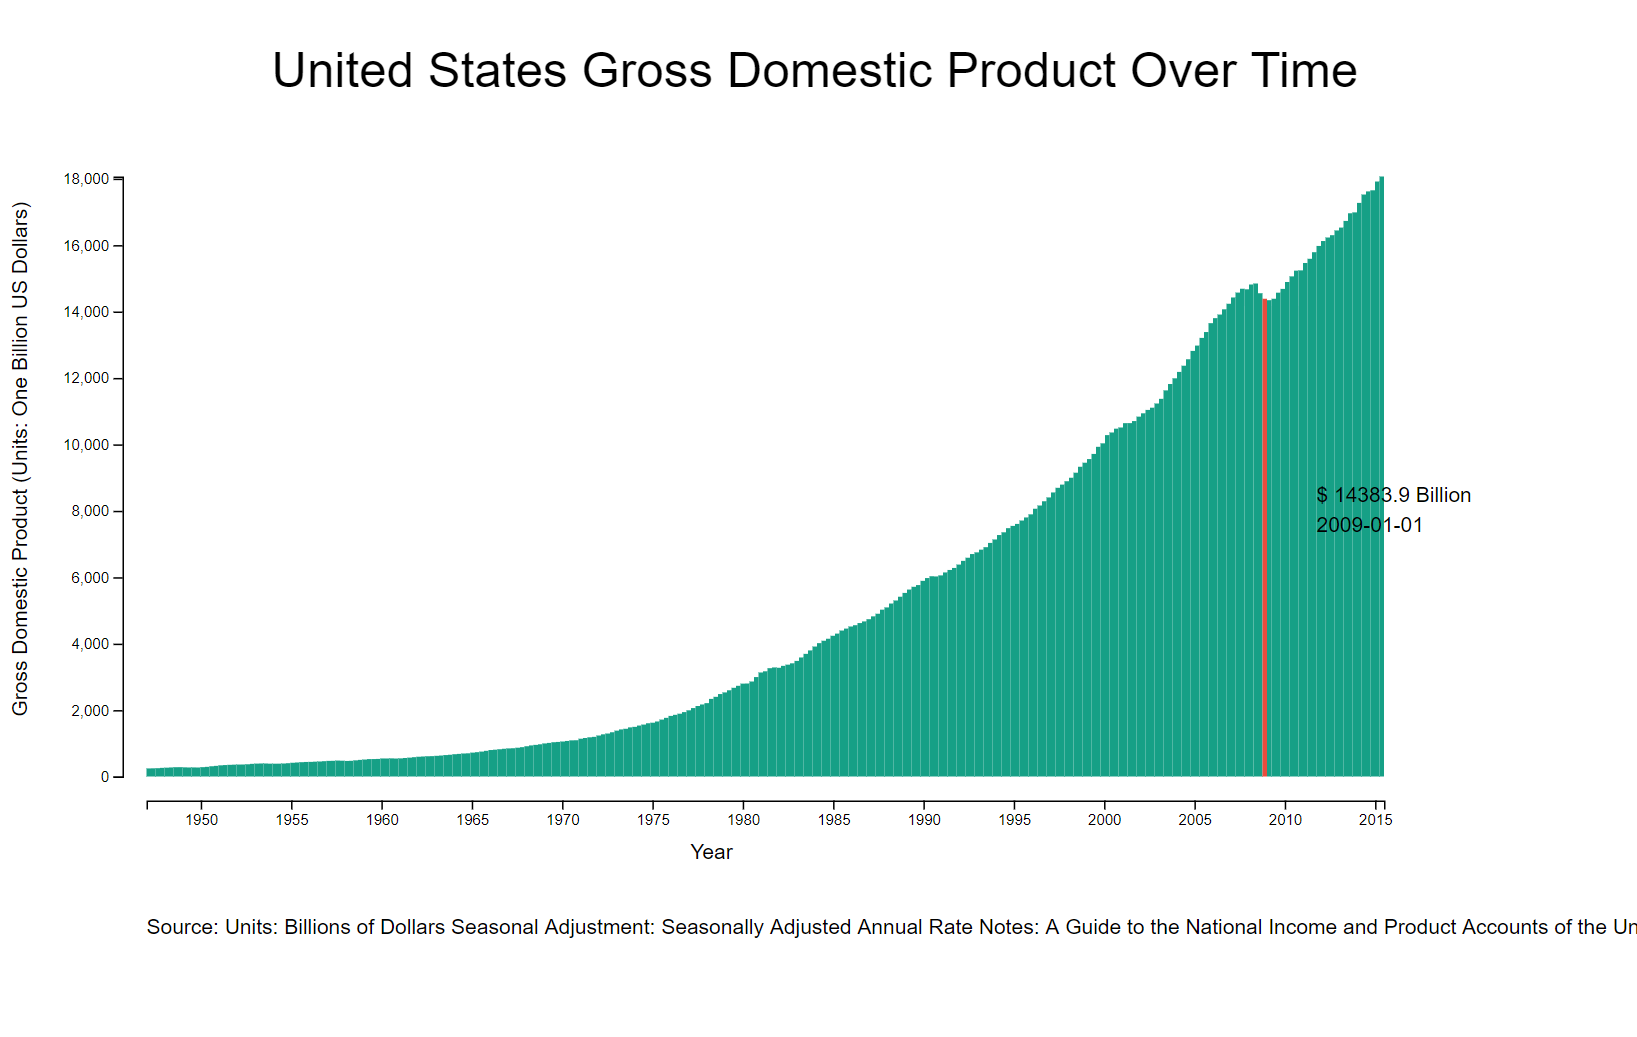 United States Gross Domestic Product Over Time
Gross Domestic Product (Units: One Billion US Dollars)
18,000
16,000
14,000
12,000
10,000
8,000
6,000
4,000
2,000
0
$ 14383.9 Billion
2009-01-01
1950 1955 1960 1965 1970 1975 1980 1985 1990 1995 2000 2005 2010 2015
Year
Source: Units: Billions of Dollars Seasonal Adjustment: Seasonally Adjusted Annual Rate Notes: A Guide to the National Income and Product Accounts of the Un